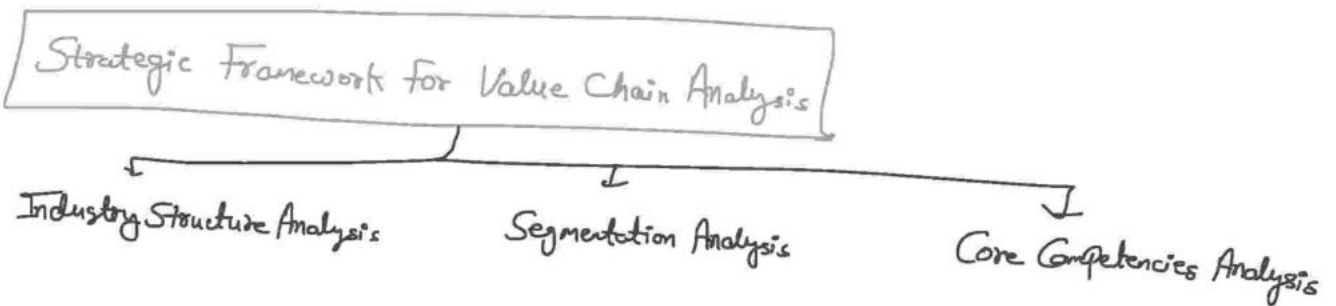 Strategic Framework for Value Chain Analysis
Industry Structure Analysis
Segmentation Analysis
Core Competencies Analysis